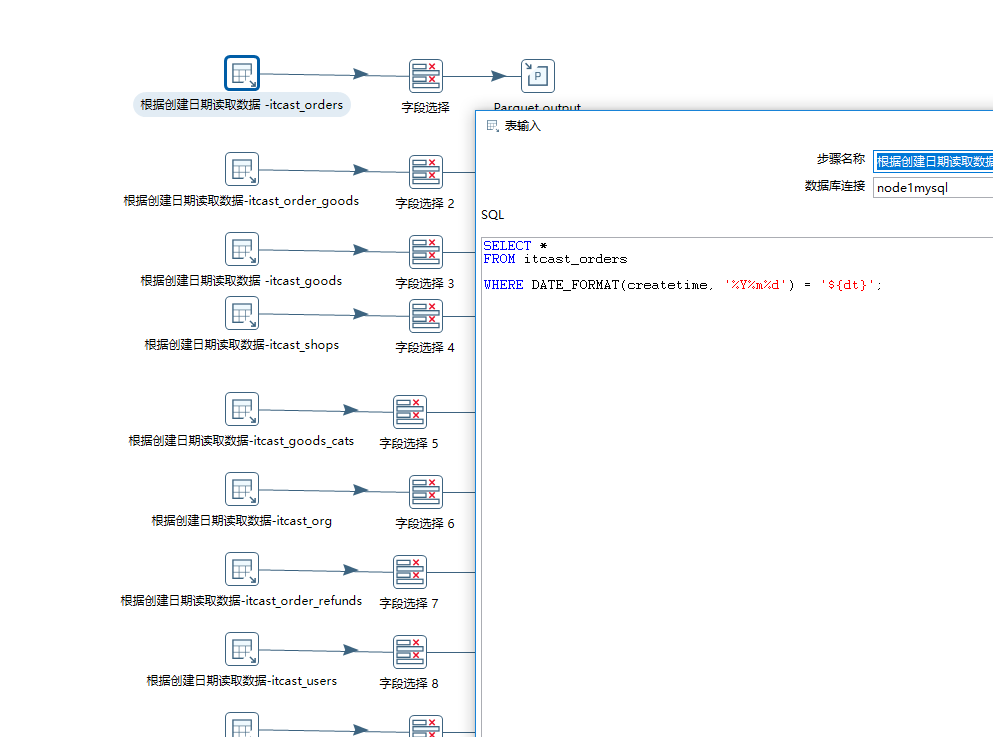 根据创建日期读取数据 -itcast_orders
字段选择
P
Parquet output
根据创建日期读取数据-itcast_order_goods
字段选择 2
根据创建日期读取数据 -itcast_goods
字段选择 3
根据创建日期读取数据-itcast_shops
字段选择 4
根据创建日期读取数据-itcast_goods_cats
字段选择 5
根据创建日期读取数据-itcast_org
字段选择 6
根据创建日期读取数据-itcast_order_refunds
字段选择 7
根据创建日期读取数据-itcast_users
字段选择 8
表输入
步骤名称
根据创建日期读取数据
数据库连接
node1mysql
SQL
SELECT *
FROM itcast_orders
WHERE DATE_FORMAT(createtime, '%Y%m%d') = '${dt}';